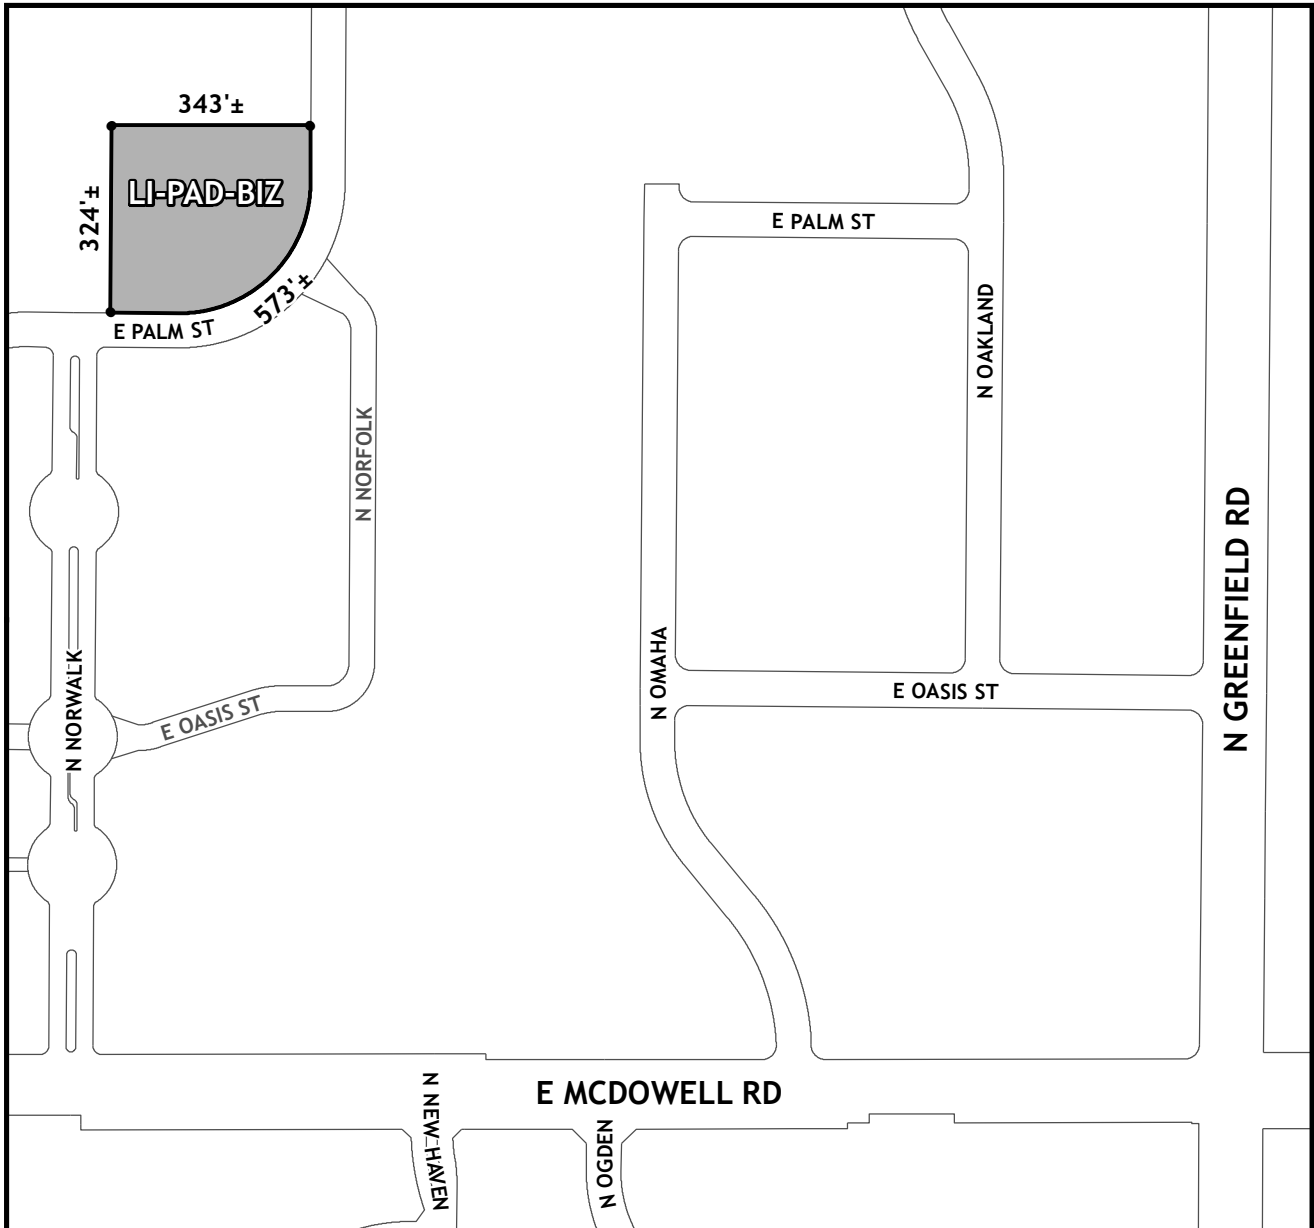 343'±
LI-PAD-BIZ
324'±
573'±
E PALM ST
E PALM ST
N OAKLAND
N NORFOLK
N GREENFIELD RD
N OMAHA
N NORWALK
E OASIS ST
E OASIS ST
E MCDOWELL RD
N NEW HAVEN
N OGDEN